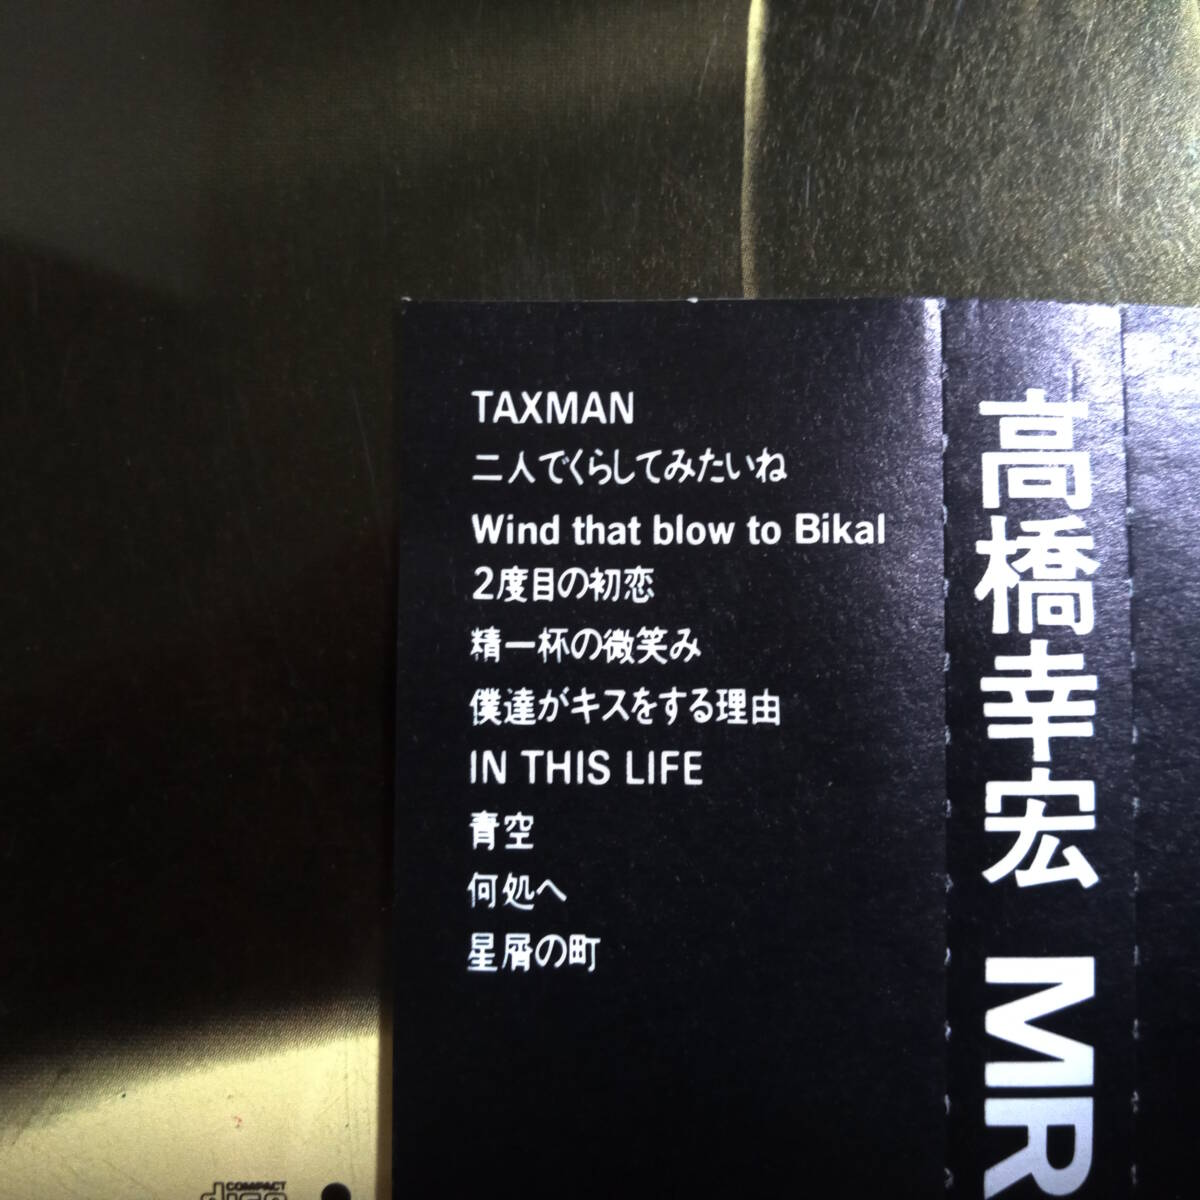 TAXMAN
二人でくらしてみたいね
Wind that blow to Bikal
2度目の初恋
精一杯の微笑み
僕達がキスをする理由
IN THIS LIFE
青空
何処へ
星屑の町
高橋幸宏 MR
COMPACT
disc